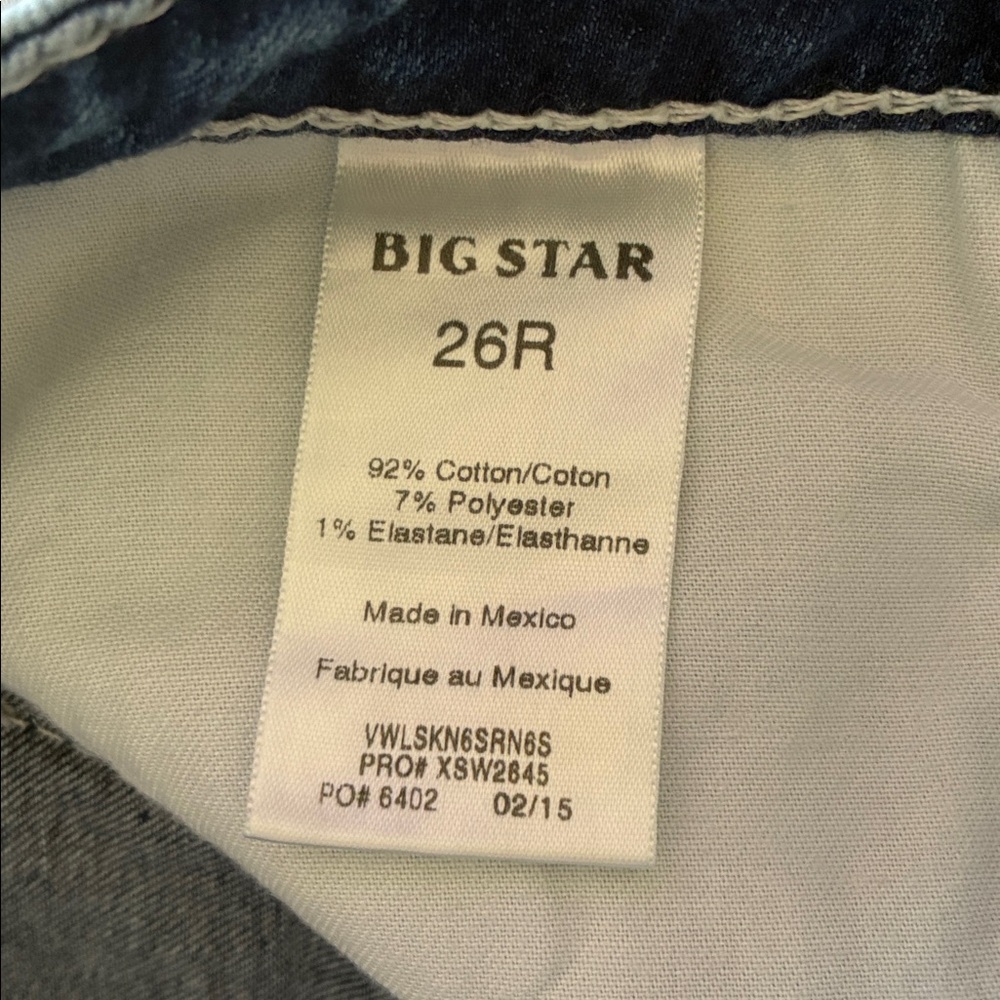 BIG STAR
26R
92% Cotton/Coton
7% Polyester
1% Elastane/Elasthanne
Made in Mexico
Fabrique au Mexique
VWLSKN6SRN6S
PRO# XSW2645
PO# 6402 02/15